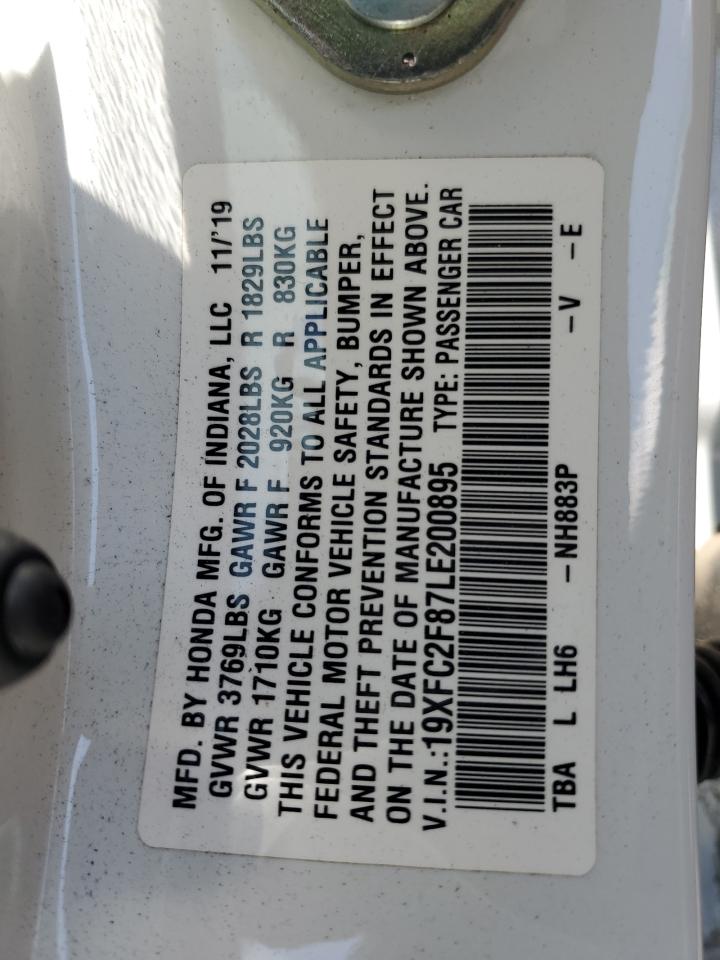 MFD. BY HONDA MFG. OF INDIANA, LLC 11/'19
GVWR 3769LBS GAWR F 2028LBS R 1829LBS
GVWR 1710KG GAWR F 920KG R 830KG
THIS VEHICLE CONFORMS TO ALL APPLICABLE
FEDERAL MOTOR VEHICLE SAFETY, BUMPER,
AND THEFT PREVENTION STANDARDS IN EFFECT
ON THE DATE OF MANUFACTURE SHOWN ABOVE.
V.I.N.:19XFC2F87LE200895 TYPE: PASSENGER CAR
TBA L LH6 –NH883P –V –E